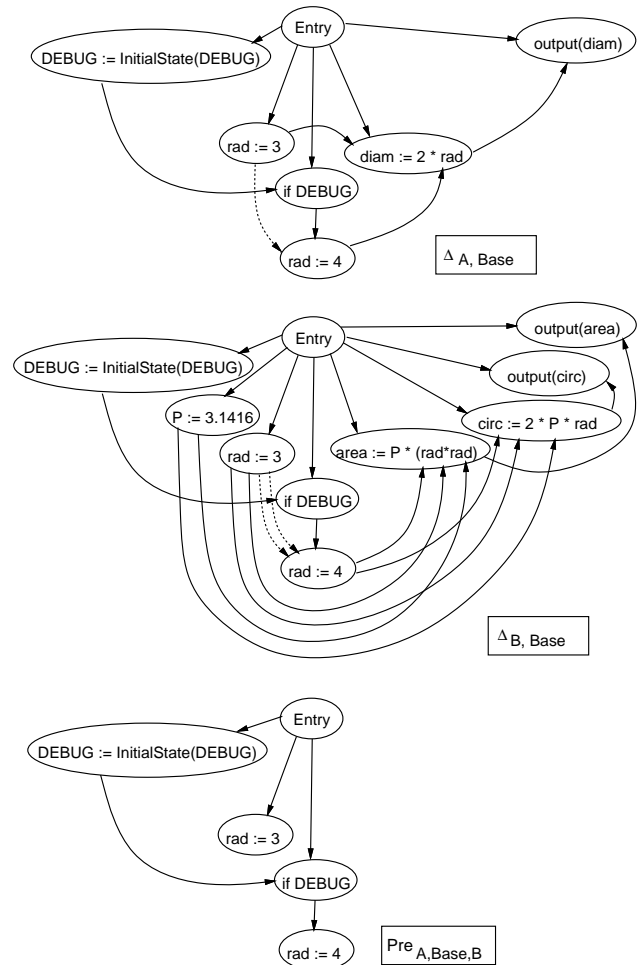 Entry
DEBUG := InitialState(DEBUG)
output(diam)
rad := 3
diam := 2 * rad
if DEBUG
rad := 4
Δ A, Base
Entry
output(area)
DEBUG := InitialState(DEBUG)
output(circ)
P := 3.1416
circ := 2 * P * rad
rad := 3
area := P * (rad*rad)
if DEBUG
rad := 4
Δ B, Base
Entry
DEBUG := InitialState(DEBUG)
rad := 3
if DEBUG
rad := 4
Pre A,Base,B